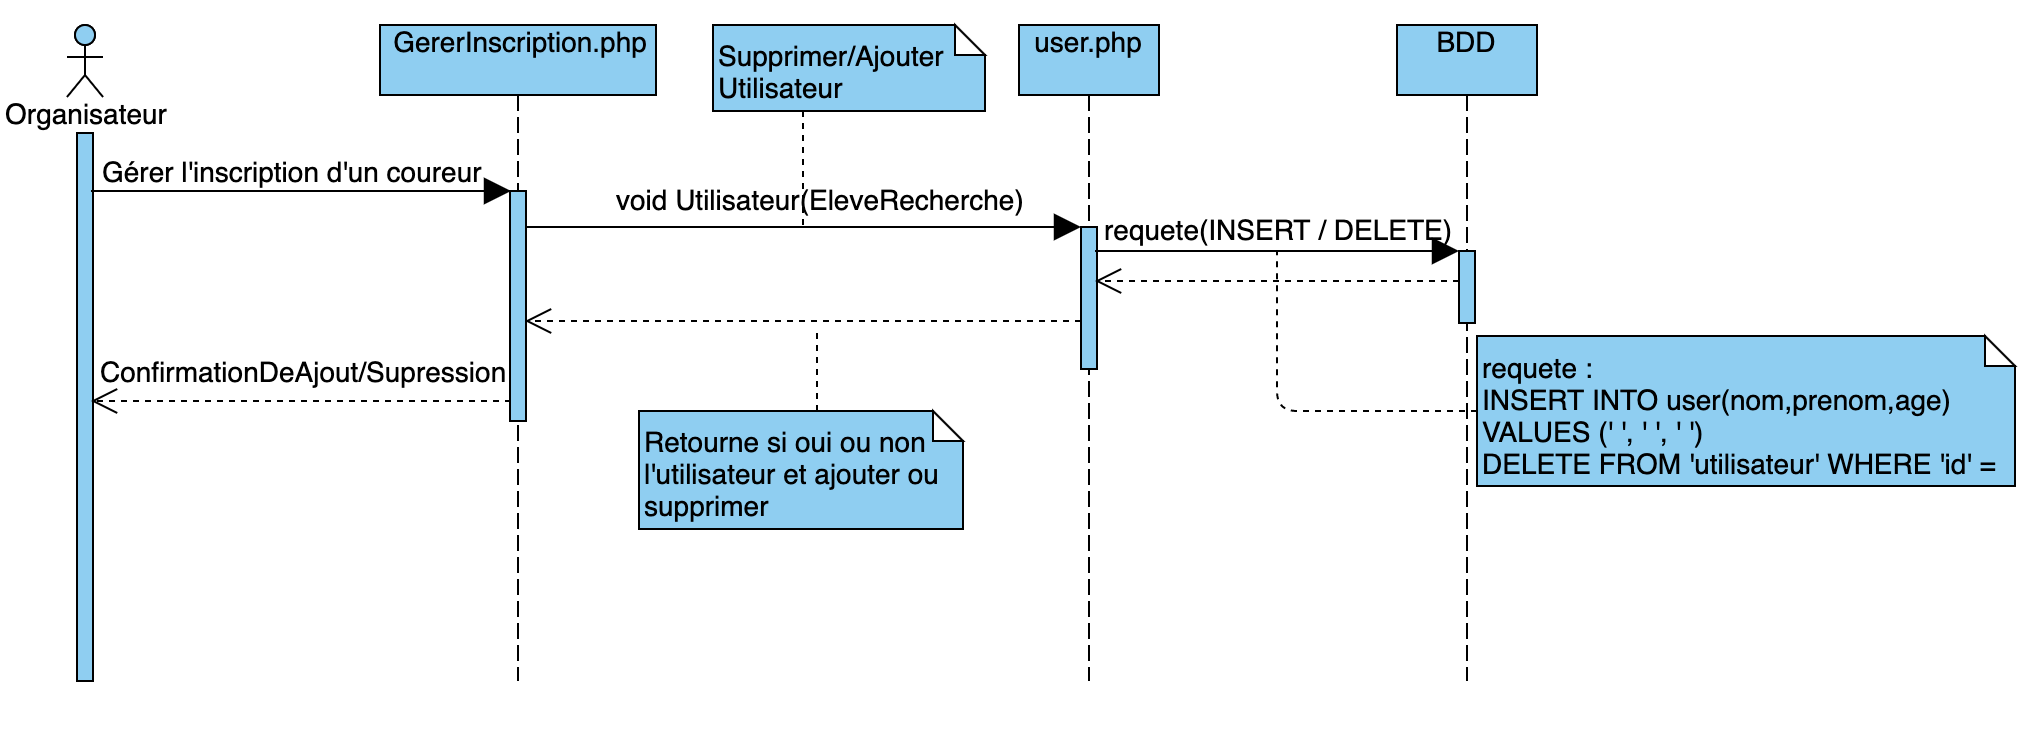 Organisateur
GererInscription.php
Supprimer/Ajouter
Utilisateur
user.php
BDD
Gérer l'inscription d'un coureur
void Utilisateur(EleveRecherche)
requete(INSERT / DELETE)
ConfirmationDeAjout/Supression
Retourne si oui ou non
l'utilisateur et ajouter ou
supprimer
requete :
INSERT INTO user(nom,prenom,age)
VALUES (' ', ' ', ' ')
DELETE FROM 'utilisateur' WHERE 'id' =